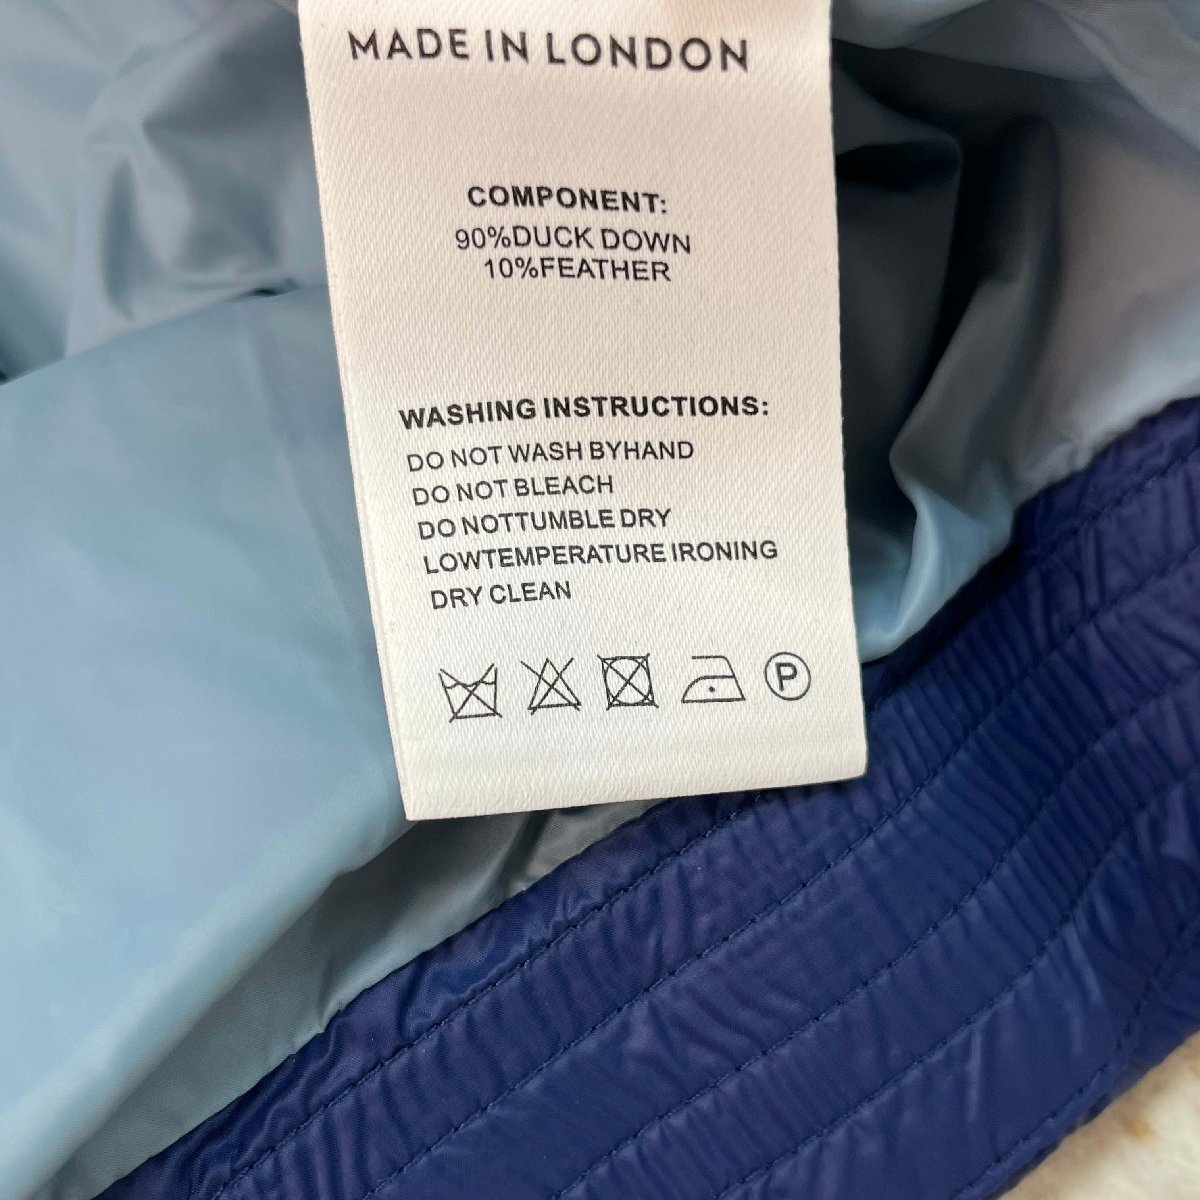 MADE IN LONDON
COMPONENT:
90%DUCK DOWN
10%FEATHER
WASHING INSTRUCTIONS:
DO NOT WASH BYHAND
DO NOT BLEACH
DO NOTTUMBLE DRY
LOWTEMPERATURE IRONING
DRY CLEAN
P